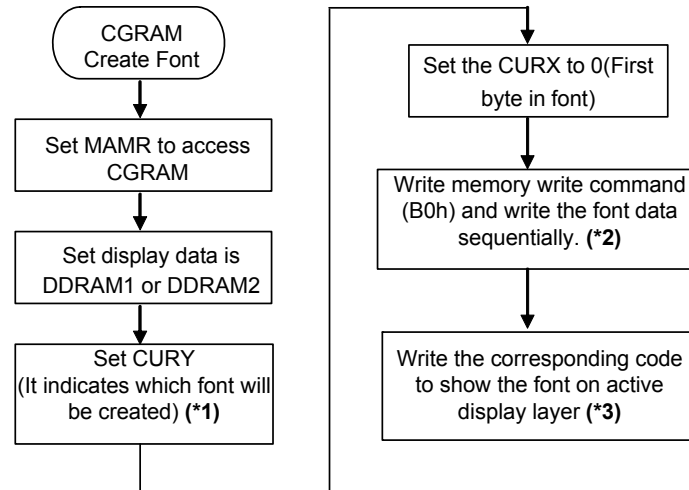 CGRAM
Create Font
Set MAMR to access
CGRAM
Set display data is
DDRAM1 or DDRAM2
Set CURY
(It indicates which font will
be created) (*1)
Set the CURX to 0(First
byte in font)
Write memory write command
(B0h) and write the font data
sequentially. (*2)
Write the corresponding code
to show the font on active
display layer (*3)